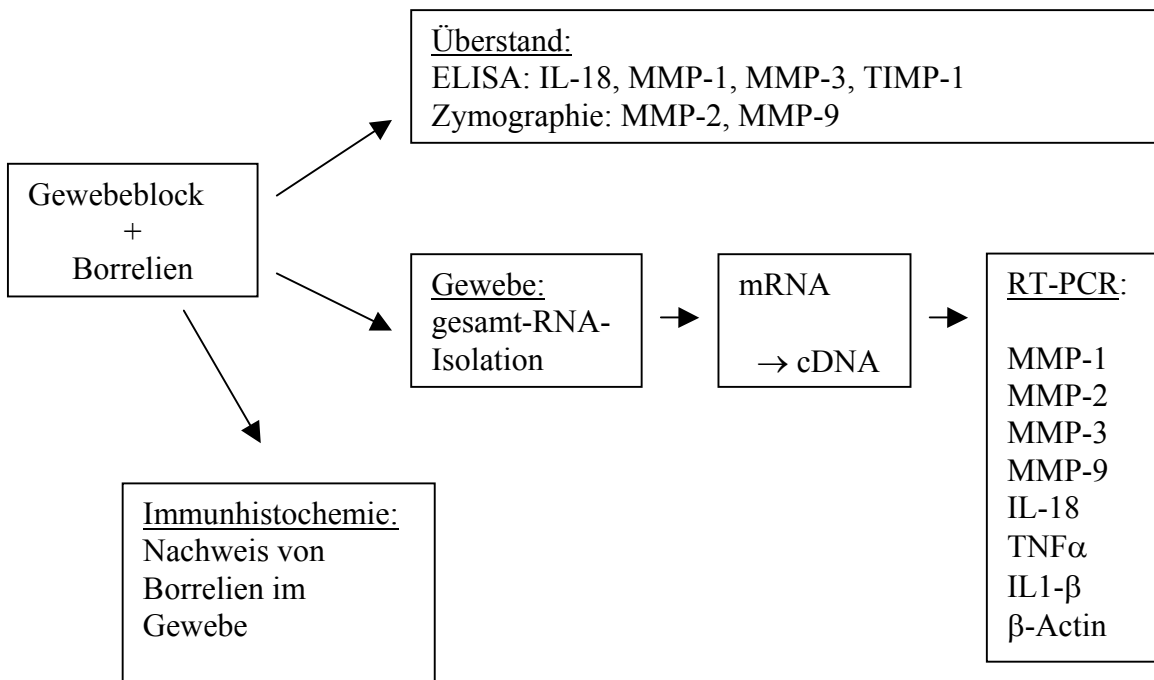 Überstand:
ELISA: IL-18, MMP-1, MMP-3, TIMP-1
Zymographie: MMP-2, MMP-9
Gewebeblock
+
Borrelien
Gewebe:
gesamt-RNA-
Isolation
mRNA
→ cDNA
RT-PCR:
MMP-1
MMP-2
MMP-3
MMP-9
IL-18
TNFα
IL1-β
β-Actin
Immunhistochemie:
Nachweis von
Borrelien im
Gewebe